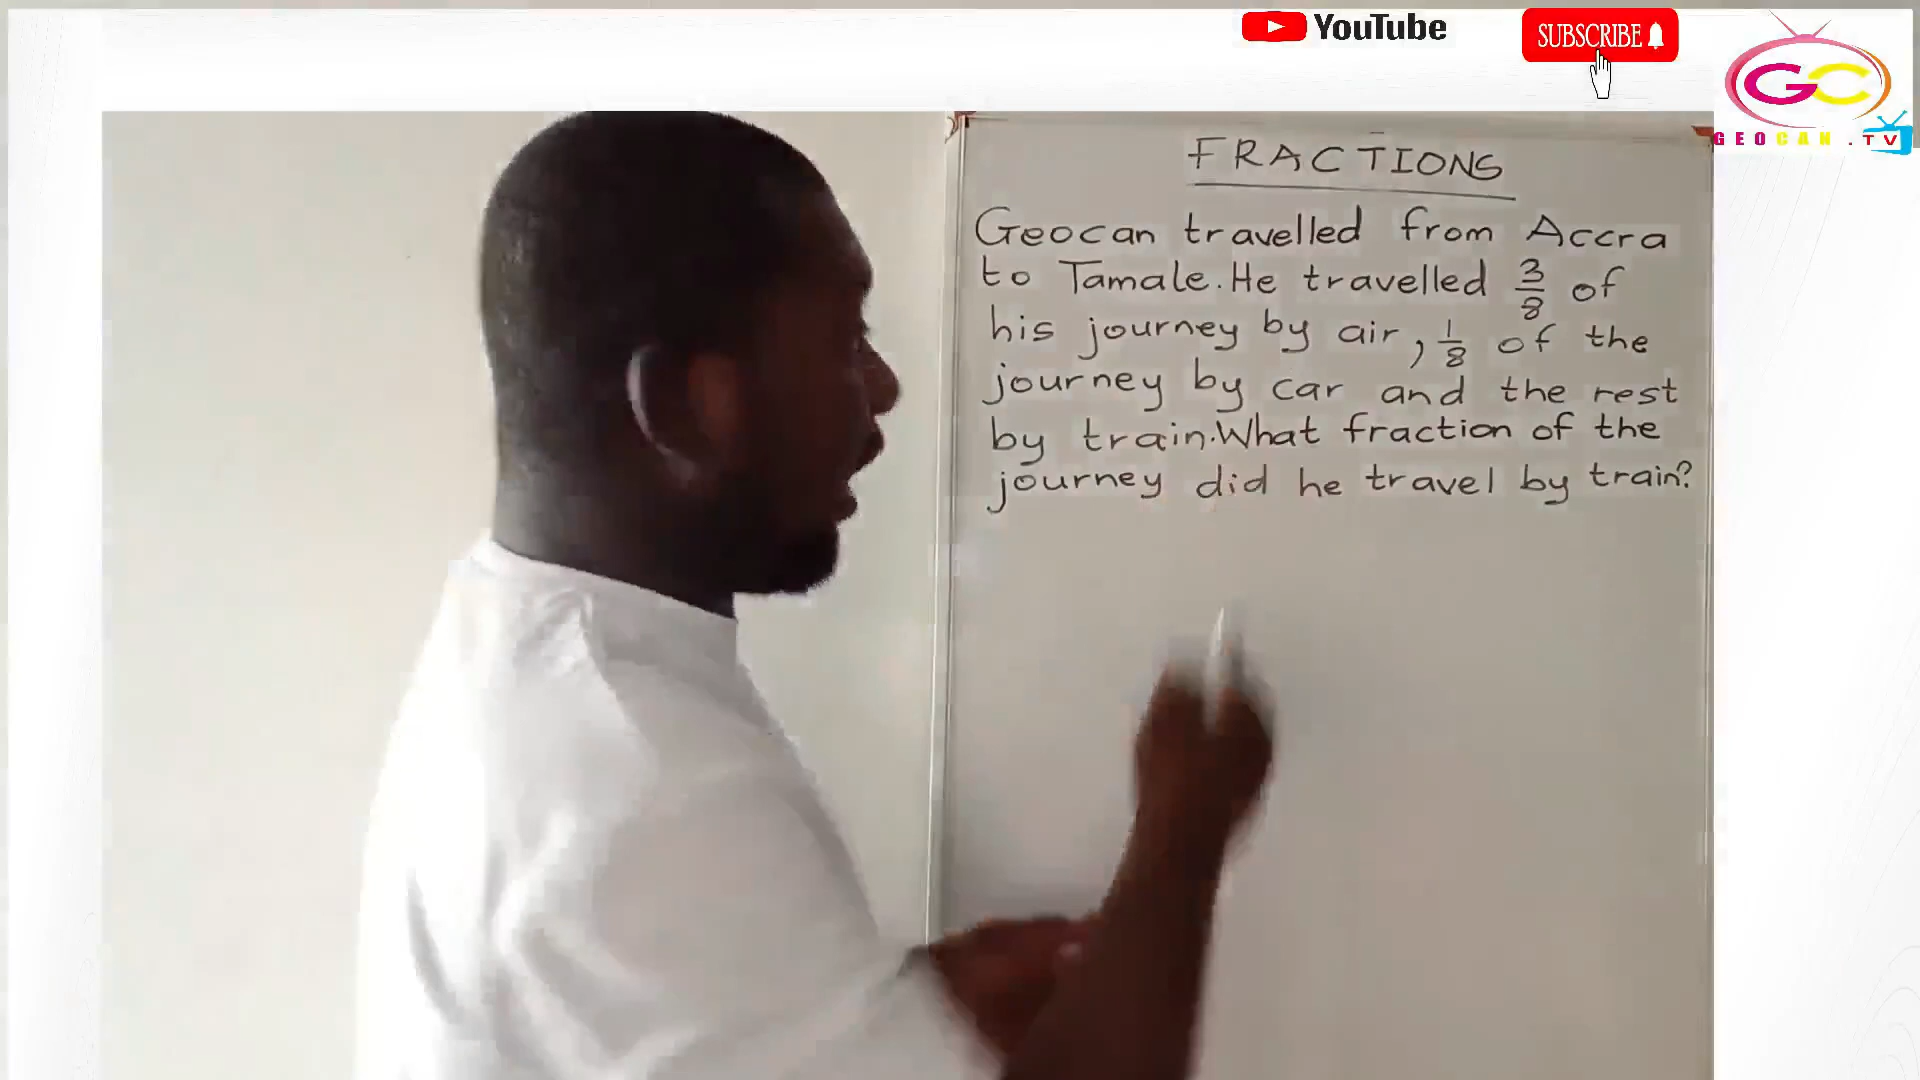 YouTube
SUBSCRIBE
GC
GEOCAN.TV
FRACTIONS
Geocan travelled from Accra
to Tamale. He travelled 3/8 of
his journey by air, 1/8 of the
journey by car and the rest
by train. What fraction of the
journey did he travel by train?